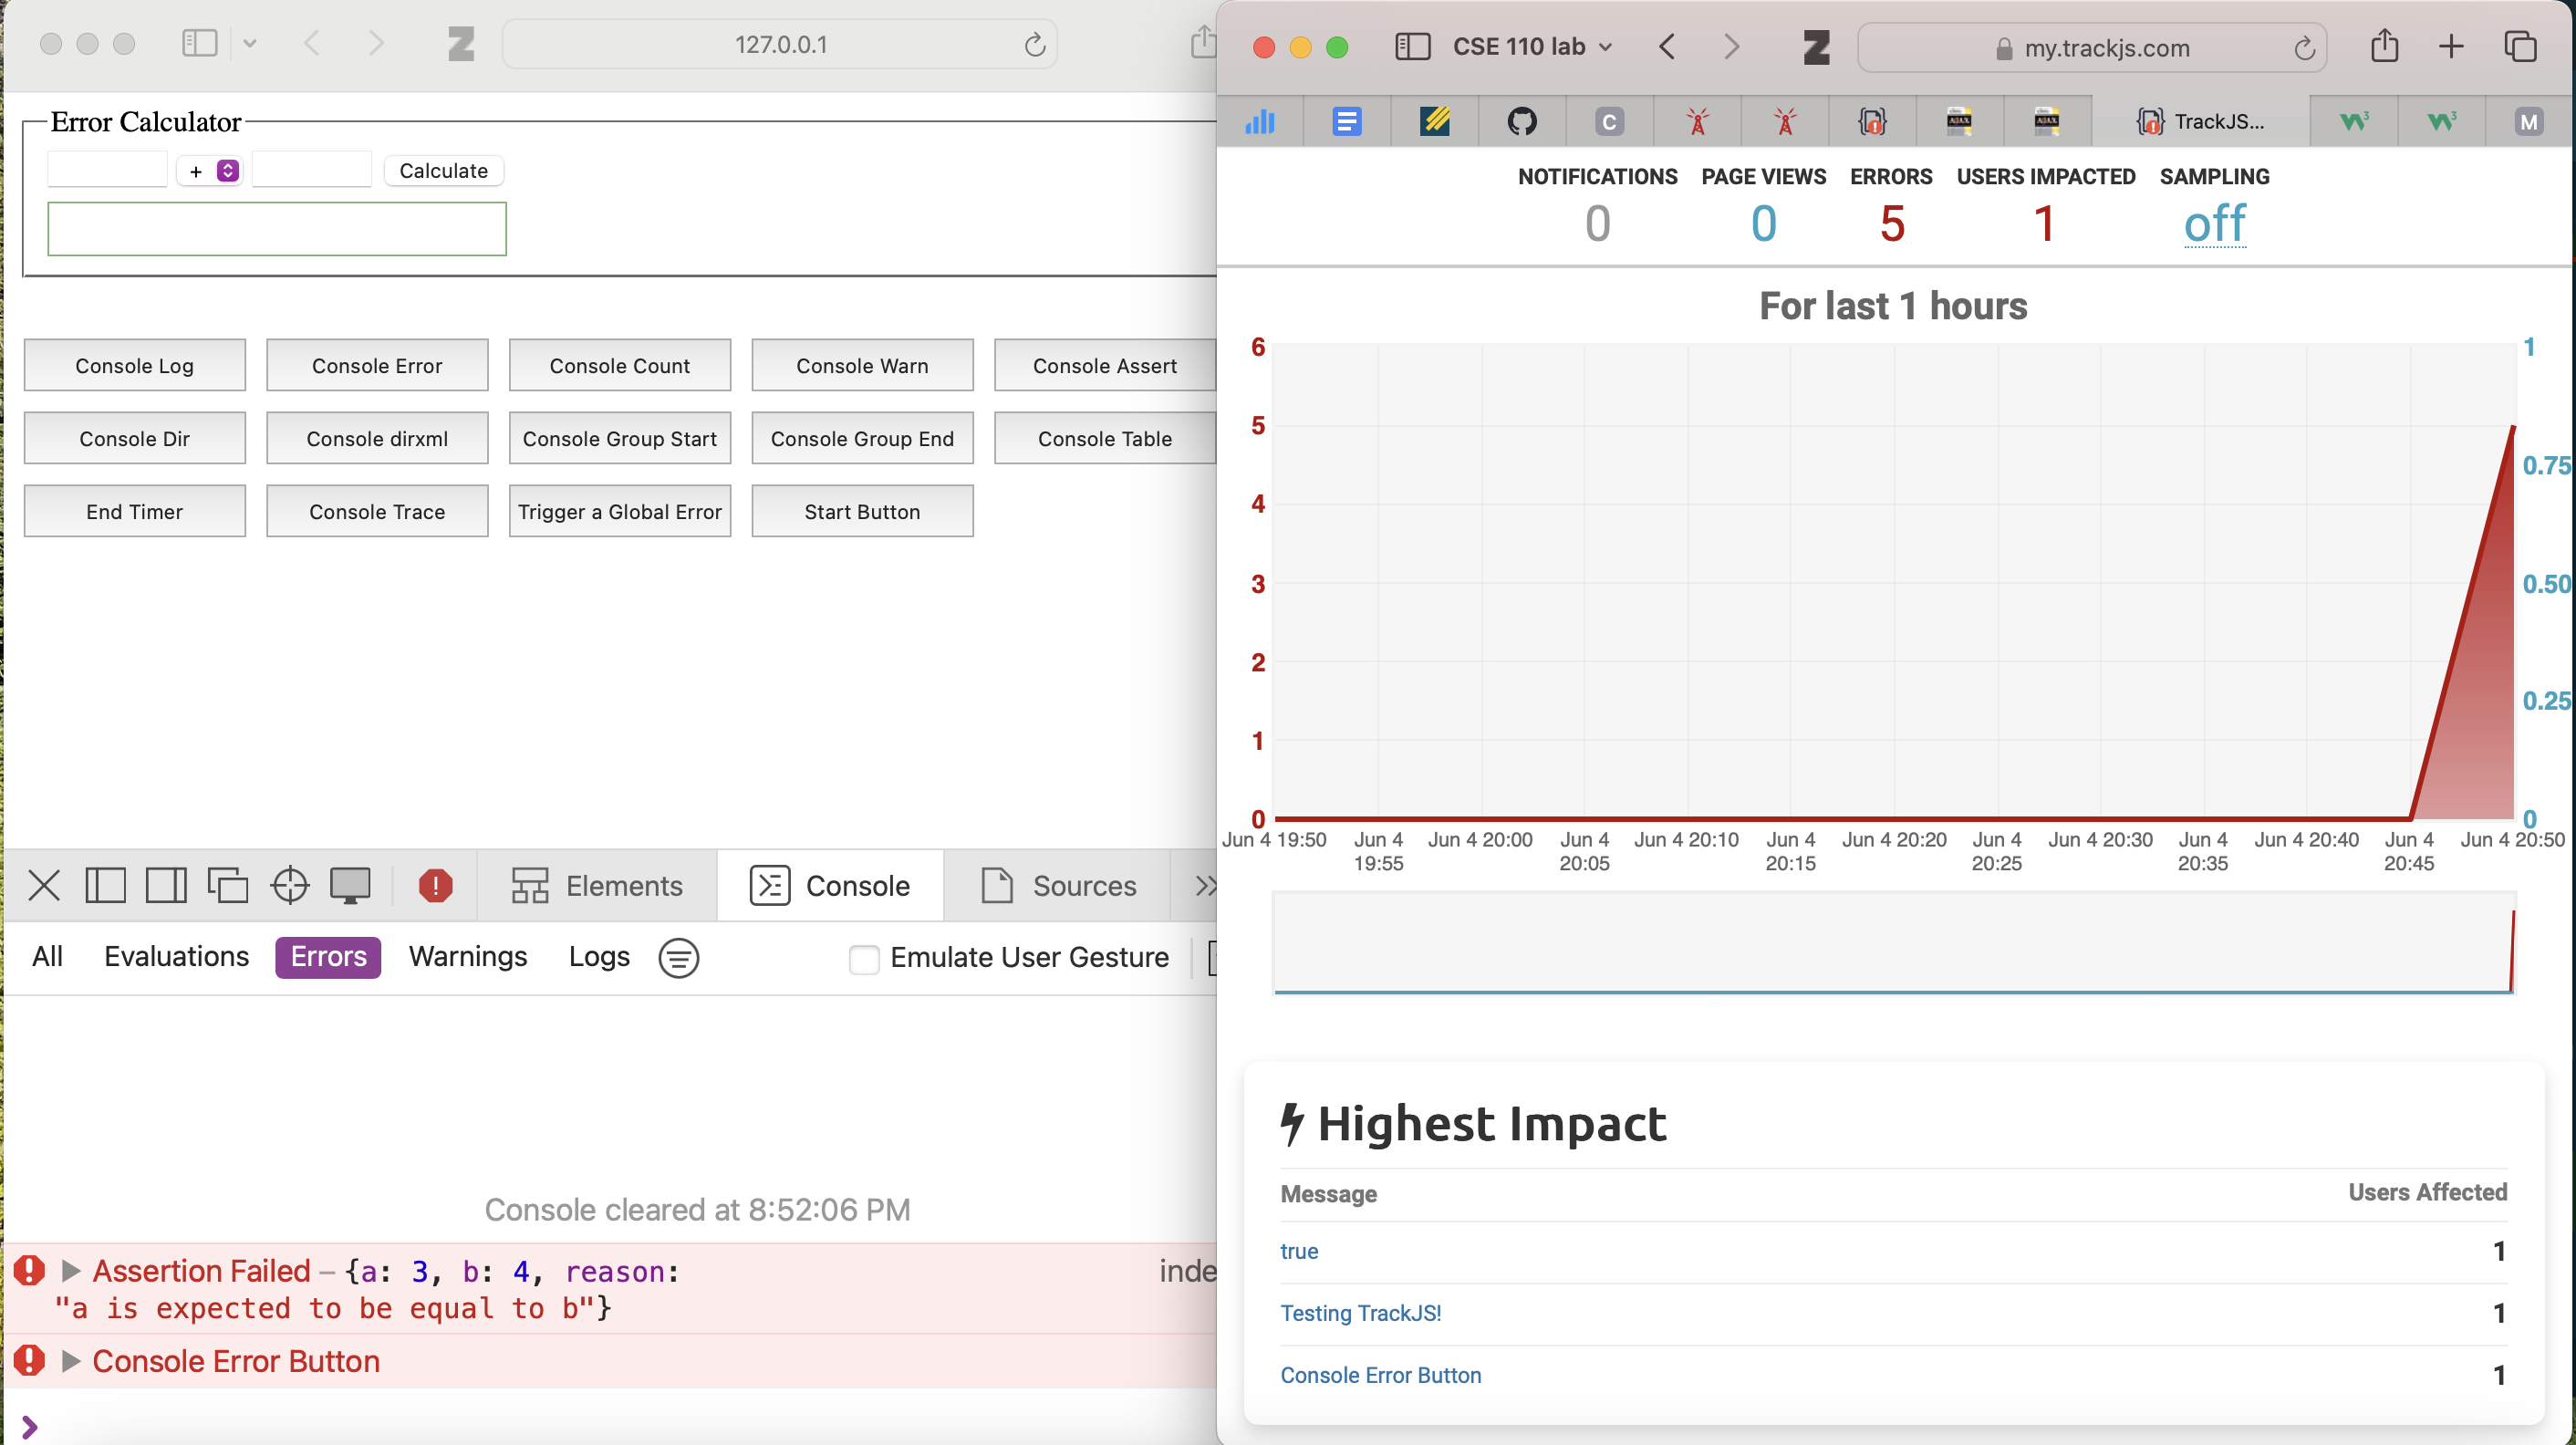 127.0.0.1
Error Calculator
+
Calculate
Console Log
Console Error
Console Count
Console Warn
Console Assert
Console Dir
Console dirxml
Console Group Start
Console Group End
Console Table
End Timer
Console Trace
Trigger a Global Error
Start Button
Elements
Console
Sources
All
Evaluations
Errors
Warnings
Logs
Emulate User Gesture
Console cleared at 8:52:06 PM
Assertion Failed – {a: 3, b: 4, reason:
inde
"a is expected to be equal to b"}
Console Error Button
CSE 110 lab
my.trackjs.com
C
AJAX
AJAX
TrackJS...
W3
W3
M
NOTIFICATIONS
PAGE VIEWS
ERRORS
USERS IMPACTED
SAMPLING
0
0
5
1
off
For last 1 hours
6
5
4
3
2
1
0
1
0.75
0.50
0.25
0
Jun 4 19:50
Jun 4
19:55
Jun 4 20:00
Jun 4
20:05
Jun 4 20:10
Jun 4
20:15
Jun 4 20:20
Jun 4
20:25
Jun 4 20:30
Jun 4
20:35
Jun 4 20:40
Jun 4
20:45
Jun 4 20:50
Highest Impact
Message
Users Affected
true
1
Testing TrackJS!
1
Console Error Button
1